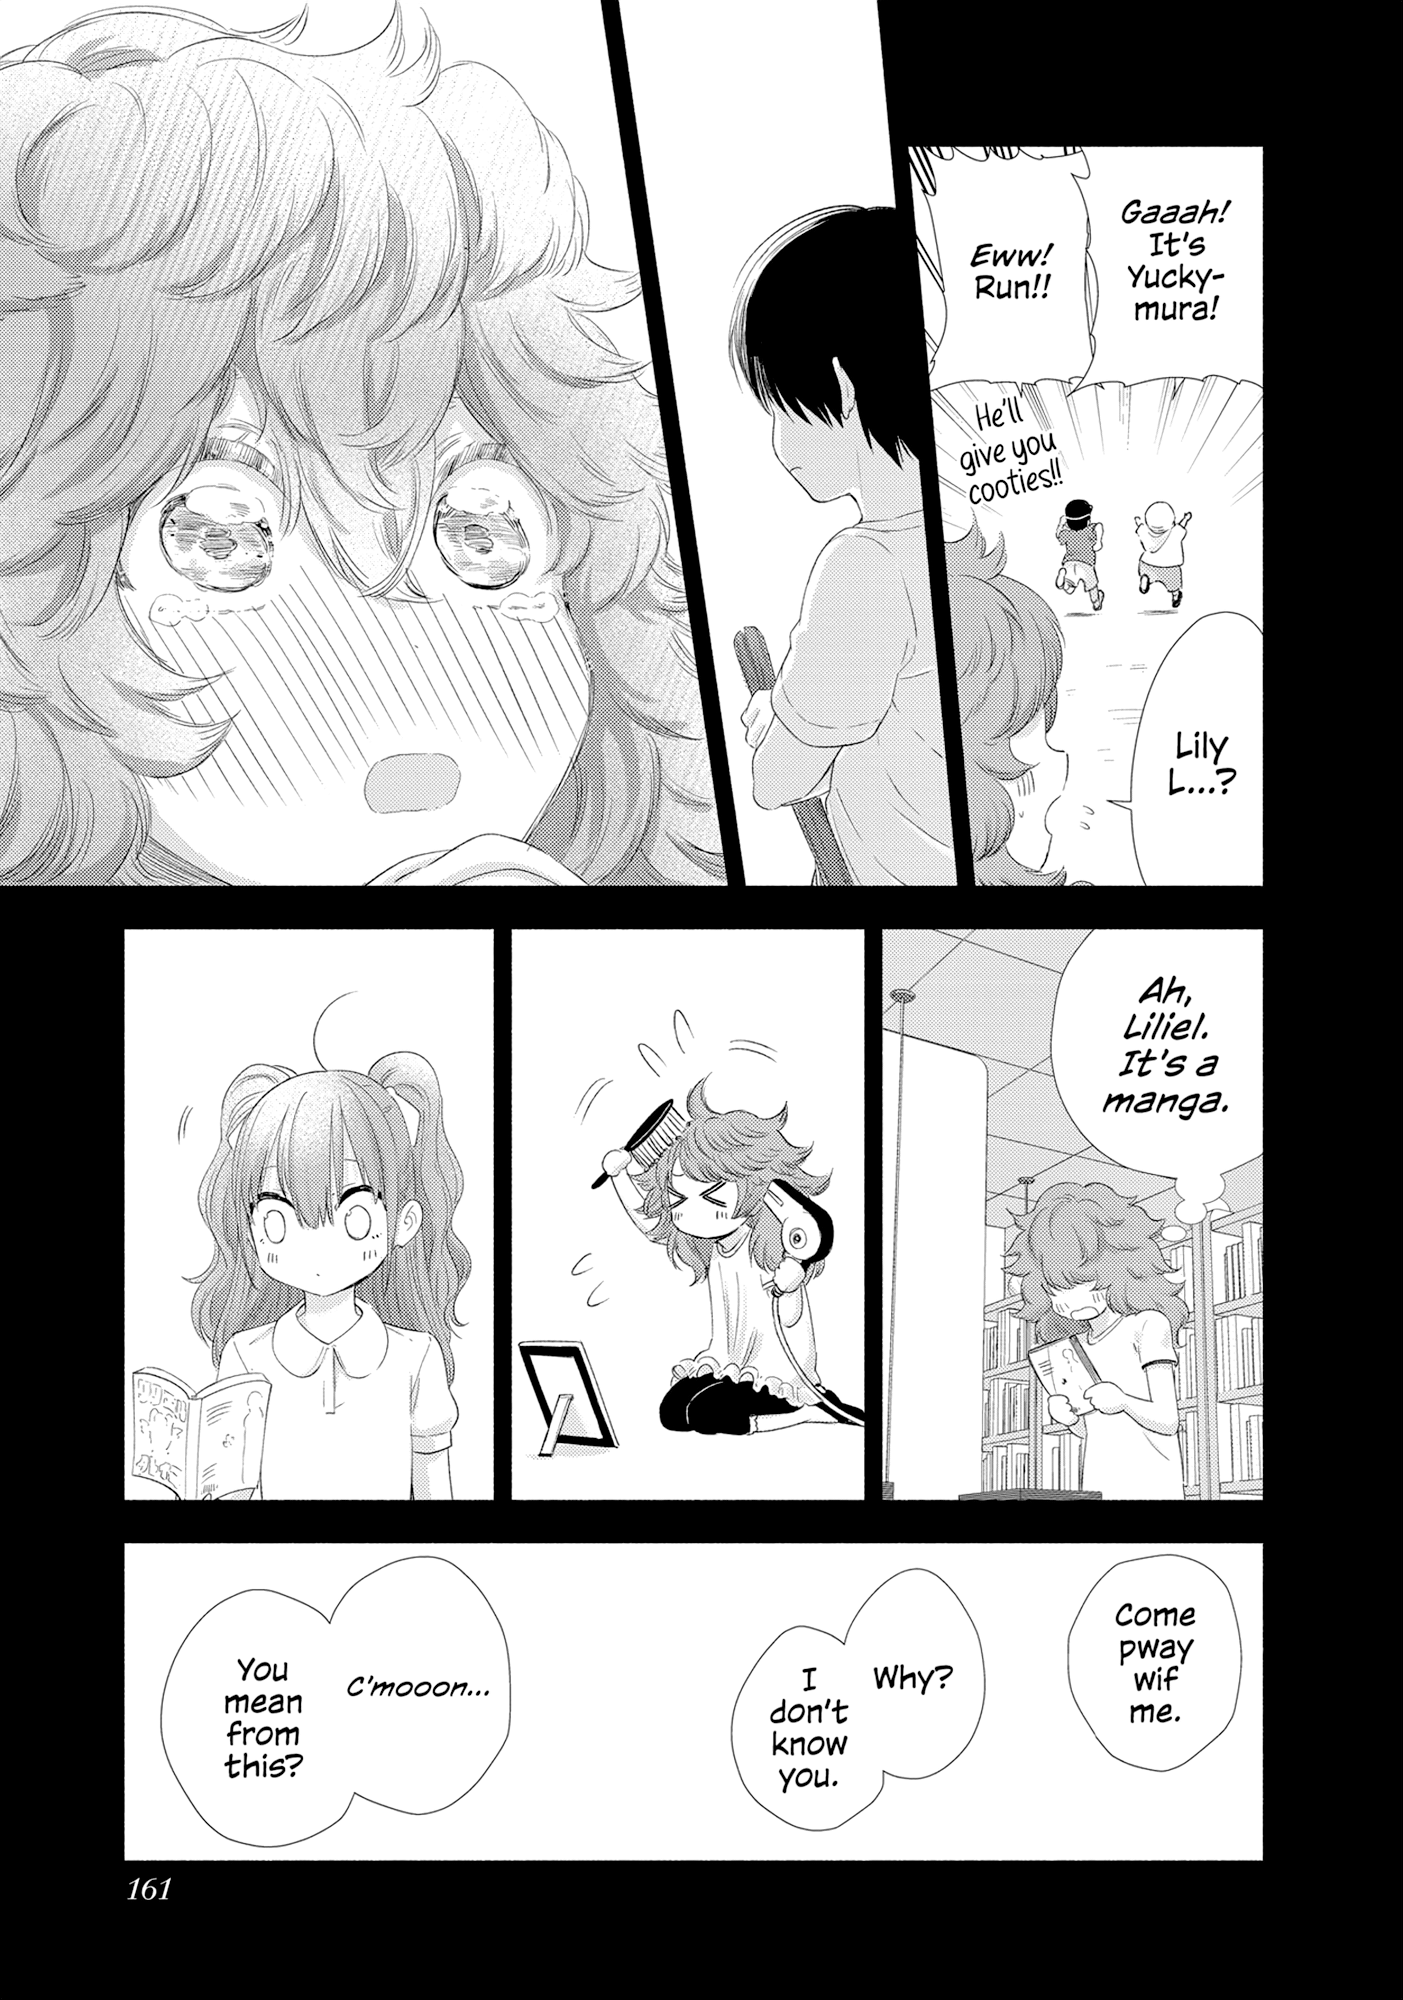 Gaaah!
It's
Yucky-
mura!
Eww!
Run!!
He'll
give you
cooties!!
Lily
L...?
Ah,
Liliel.
It's a
manga.
Come
pway
wif
me.
Why?
I
don't
know
you.
C'mooon...
You
mean
from
this?
161